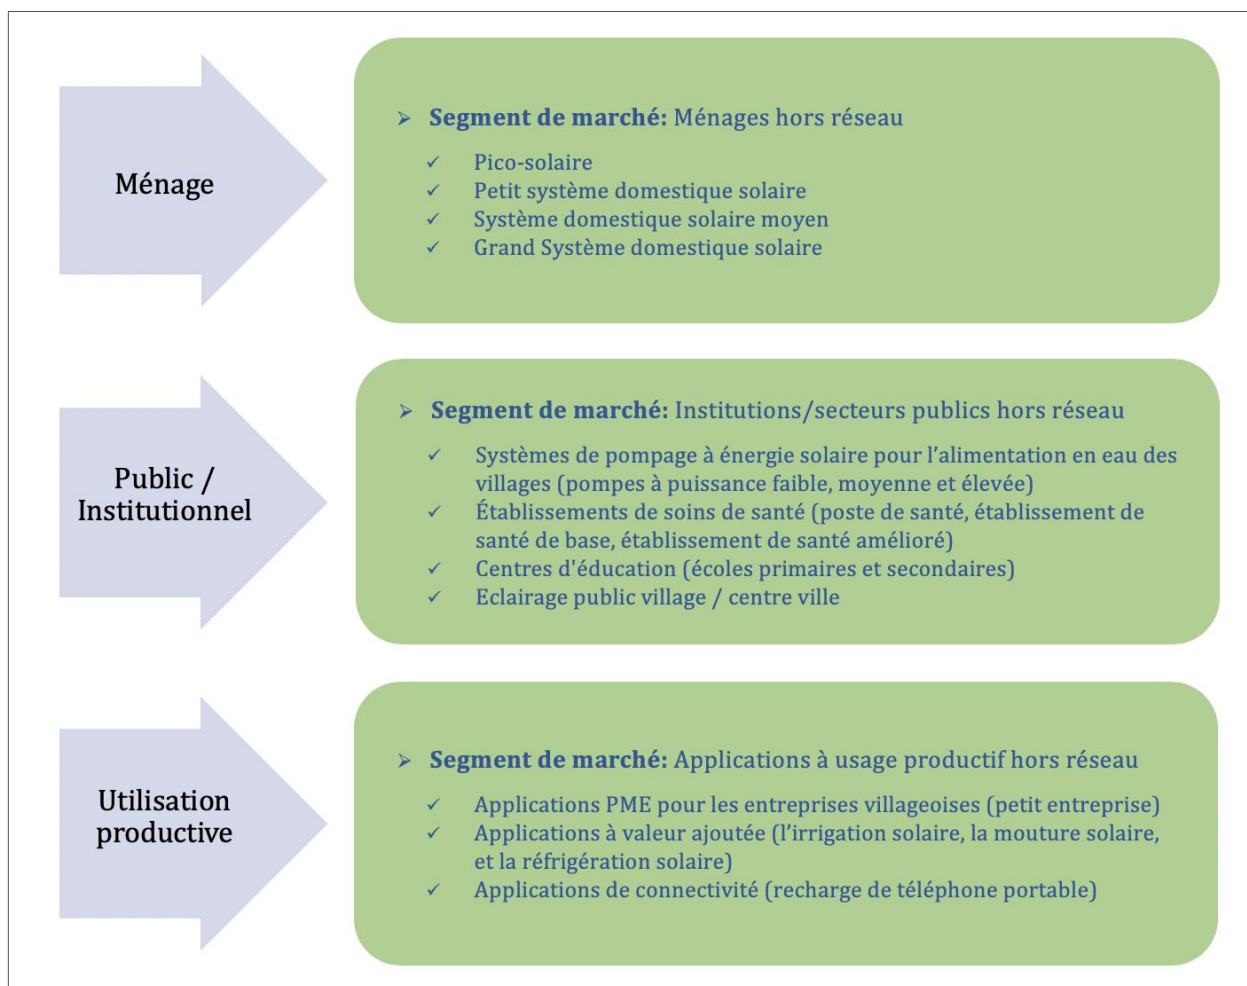 Ménage
➢ Segment de marché: Ménages hors réseau
✓ Pico-solaire
✓ Petit système domestique solaire
✓ Système domestique solaire moyen
✓ Grand Système domestique solaire
Public /
Institutionnel
➢ Segment de marché: Institutions/secteurs publics hors réseau
✓ Systèmes de pompage à énergie solaire pour l’alimentation en eau des
villages (pompes à puissance faible, moyenne et élevée)
✓ Établissements de soins de santé (poste de santé, établissement de
santé de base, établissement de santé amélioré)
✓ Centres d'éducation (écoles primaires et secondaires)
✓ Eclairage public village / centre ville
Utilisation
productive
➢ Segment de marché: Applications à usage productif hors réseau
✓ Applications PME pour les entreprises villageoises (petit entreprise)
✓ Applications à valeur ajoutée (l’irrigation solaire, la mouture solaire,
et la réfrigération solaire)
✓ Applications de connectivité (recharge de téléphone portable)